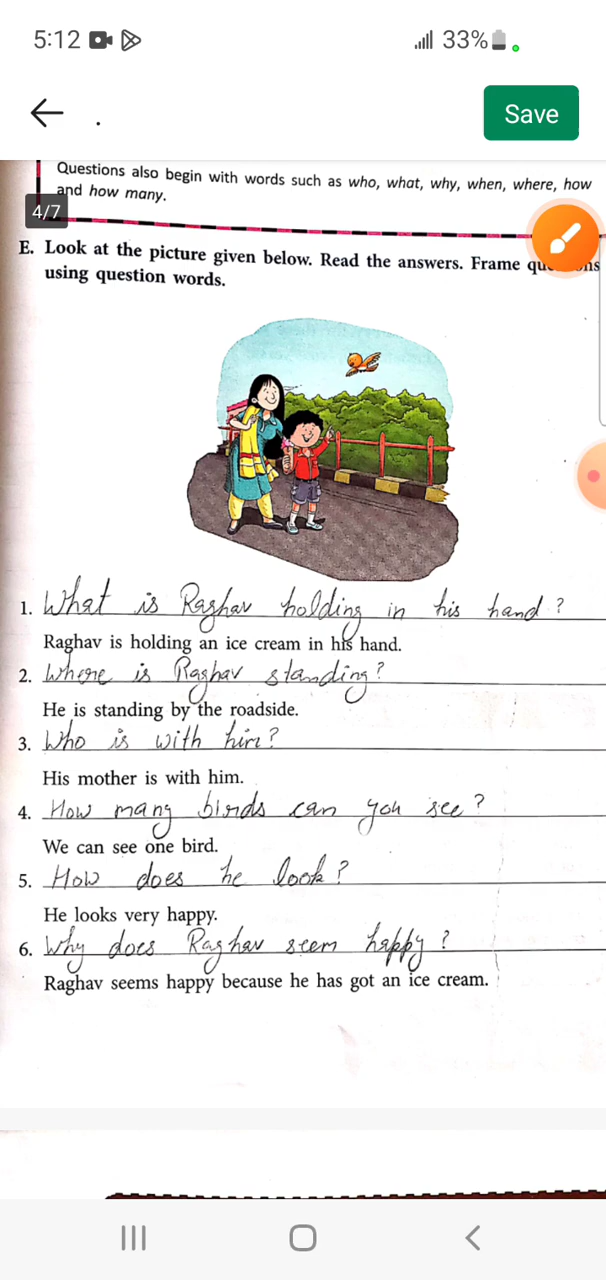 5:12
33%
.
Save
Questions also begin with words such as who, what, why, when, where, how
and how many.
4/7
E. Look at the picture given below. Read the answers. Frame
using question words.
1. What is Raghav holding in his hand?
Raghav is holding an ice cream in his hand.
2. Where is Raghav standing?
He is standing by the roadside.
3. Who is with him?
His mother is with him.
4. How many birds can you see?
We can see one bird.
5. How does he look?
He looks very happy.
6. Why does Raghav seem happy?
Raghav seems happy because he has got an ice cream.